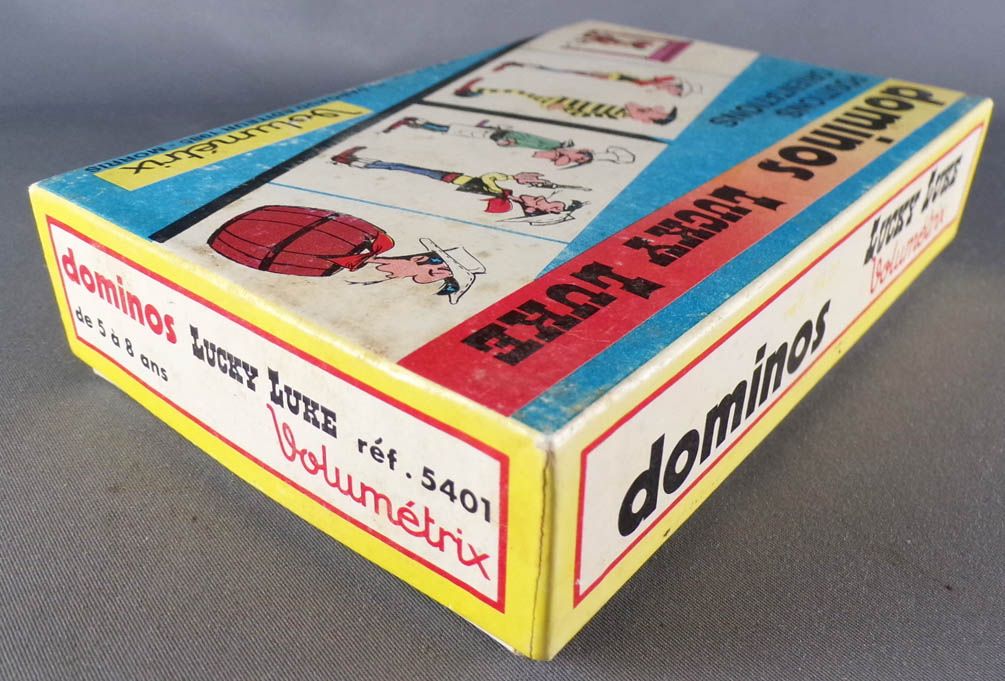 dominos LUCKY LUKE
Volumétrix
dominos LUCKY LUKE réf. 5401
de 5 à 8 ans Volumétrix
dominos LUCKY LUKE
Volumétrix